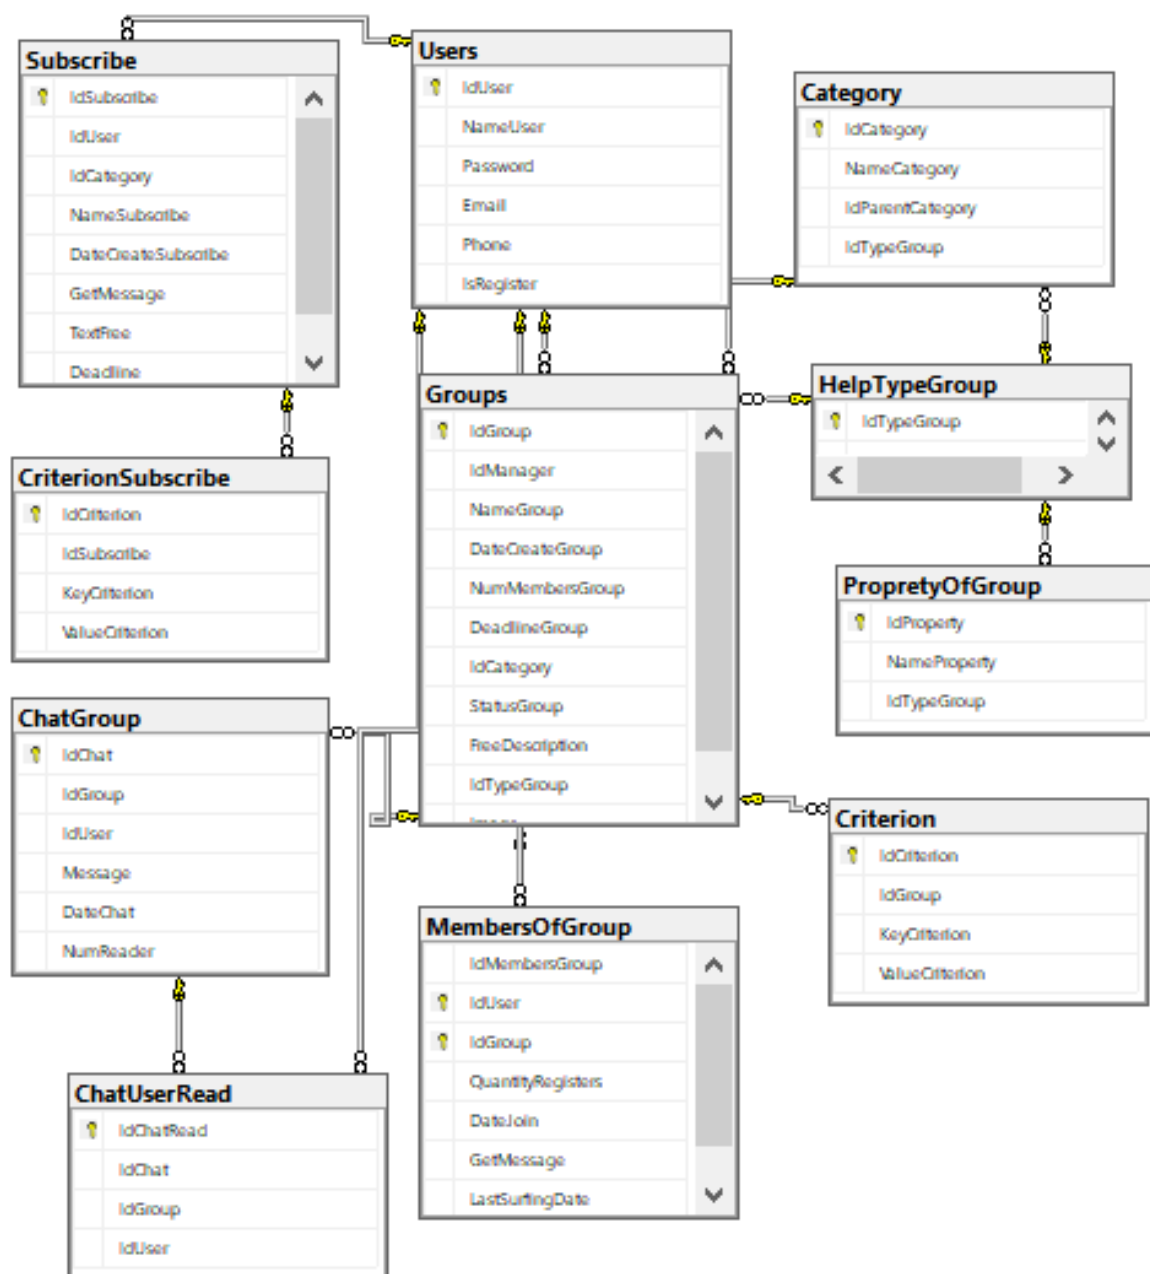 Subscribe
IdSubscribe
IdUser
IdCategory
NameSubscribe
DateCreateSubscribe
GetMessage
TextFree
Deadline
Users
IdUser
NameUser
Password
Email
Phone
IsRegister
Category
IdCategory
NameCategory
IdParentCategory
IdTypeGroup
Groups
IdGroup
IdManager
NameGroup
DateCreateGroup
NumMembersGroup
DeadlineGroup
IdCategory
StatusGroup
FreeDescription
IdTypeGroup
Image
HelpTypeGroup
IdTypeGroup
CriterionSubscribe
IdCriterion
IdSubscribe
KeyCriterion
ValueCriterion
PropretyOfGroup
IdProperty
NameProperty
IdTypeGroup
ChatGroup
IdChat
IdGroup
IdUser
Message
DateChat
NumReader
Criterion
IdCriterion
IdGroup
KeyCriterion
ValueCriterion
MembersOfGroup
IdMembersGroup
IdUser
IdGroup
QuantityRegisters
DateJoin
GetMessage
LastSurfingDate
ChatUserRead
IdChatRead
IdChat
IdGroup
IdUser